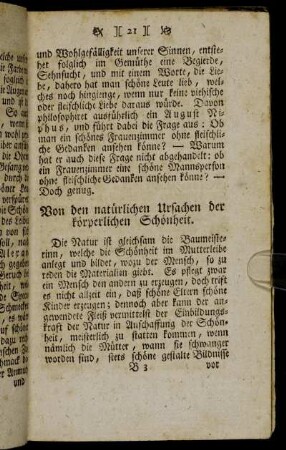 ][ 21 ][
und Wohlgefälligkeit unserer Sinnen, entste-
het folglich im Gemüthe eine Begierde,
Sehnsucht, und mit einem Worte, die Lie-
be, dahero hat man schöne Leute lieb, wel-
ches noch hingienge, wenn nur keine viehische
oder fleischliche Liebe daraus würde. Davon
philosophiret ausführlich ein August Ni-
phus, und führt dabei die Frage aus: Ob
man ein schönes Frauenzimmer ohne fleischli-
che Gedanken ansehen könne? — Warum
hat er auch diese Frage nicht abgehandelt: ob
ein Frauenzimmer eine schöne Mannsperson
ohne fleischliche Gedanken ansehen könne? —
Doch genug.
Von den natürlichen Ursachen der
körperlichen Schönheit.
Die Natur ist gleichsam die Baumeiste-
rinn, welche die Schönheit im Mutterleibe
anlegt und bildet, wozu der Mensch, so zu
reden die Materialian giebt. Es pflegt zwar
ein Mensch den andern zu erzeugen, doch trift
es nicht allzeit ein, daß schöne Eltern schöne
Kinder erzeugen: dennoch aber kann der an-
gewendete Fleiß vermittelst der Einbildungs-
kraft der Natur in Anschaffung der Schön-
heit, meisterlich zu statten kommen, wenn
nämlich die Mütter, wann sie schwanger
worden sind, stets schöne gestalte Bildnisse
B 3 vor